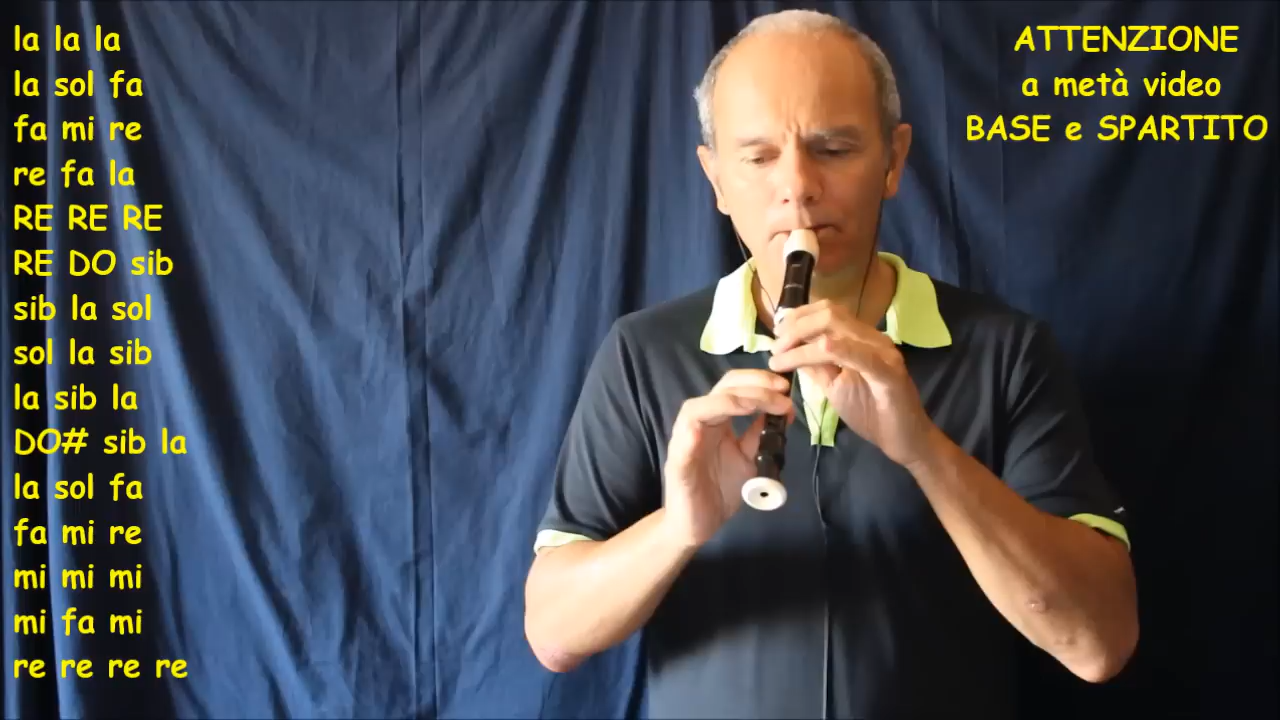 la la la
la sol fa
fa mi re
re fa la
RE RE RE
RE DO sib
sib la sol
sol la sib
la sib la
DO# sib la
la sol fa
fa mi re
mi mi mi
mi fa mi
re re re re
ATTENZIONE
a metà video
BASE e SPARTITO